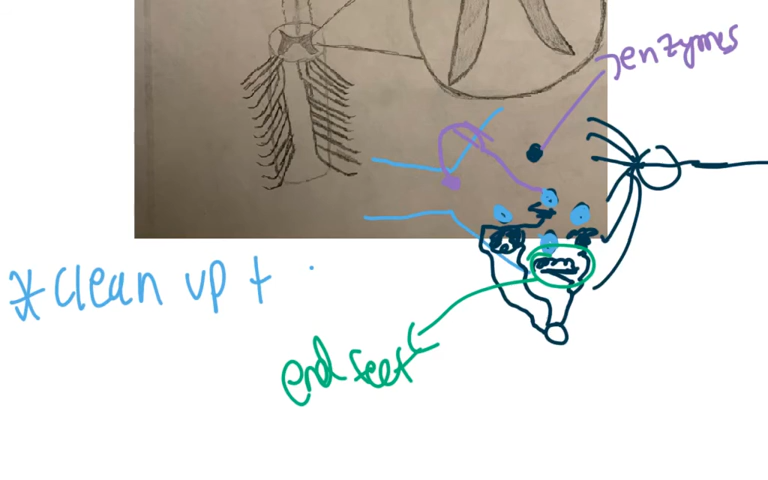 enzymes
*clean up +
end feet